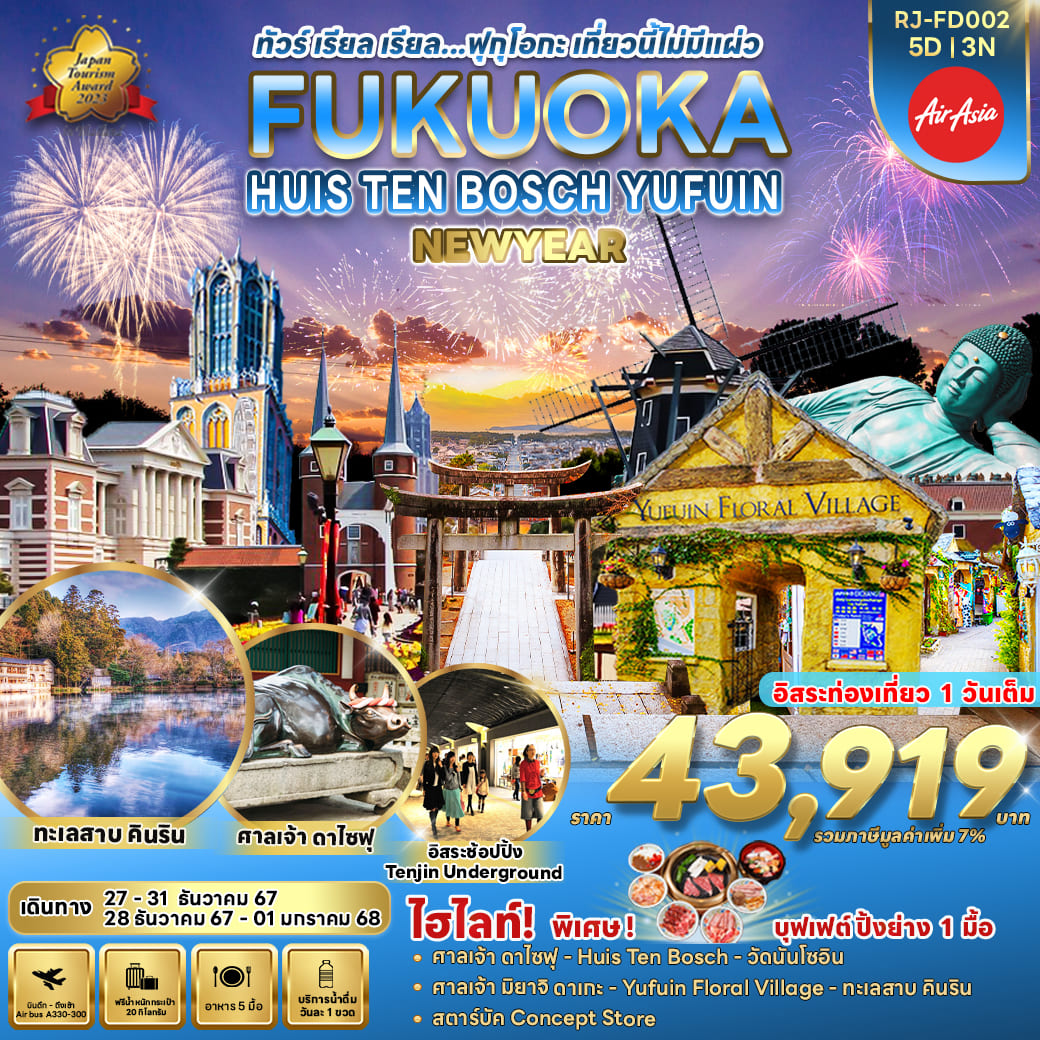 Japan
Tourism
Award
2023
ทัวร์ เรียล เรียล...ฟุกุโอกะ เที่ยวนี้ไม่มีแผ่ว
RJ-FD002
5D | 3N
AirAsia
FUKUOKA
HUIS TEN BOSCH YUFUIN
NEWYEAR
YUFUIN FLORAL VILLAGE
อิสระท่องเที่ยว 1 วันเต็ม
ราคา 43,919 บาท
รวมภาษีมูลค่าเพิ่ม 7%
ทะเลสาบ คินริน
ศาลเจ้า ดาไซฟุ
อิสระช้อปปิ้ง
Tenjin Underground
เดินทาง
27 - 31 ธันวาคม 67
28 ธันวาคม 67 - 01 มกราคม 68
ไฮไลท์! พิเศษ! บุฟเฟต์ปิ้งย่าง 1 มื้อ
• ศาลเจ้า ดาไซฟุ - Huis Ten Bosch - วัดนันโซอิน
• ศาลเจ้า มิยาจิ ดาเกะ - Yufuin Floral Village - ทะเลสาบ คินริน
• สตาร์บัค Concept Store
บินดึก - ถึงเช้า
Air bus A330-300
ฟรีน้ำหนักกระเป๋า
20 กิโลกรัม
อาหาร 5 มื้อ
บริการน้ำดื่ม
วันละ 1 ขวด